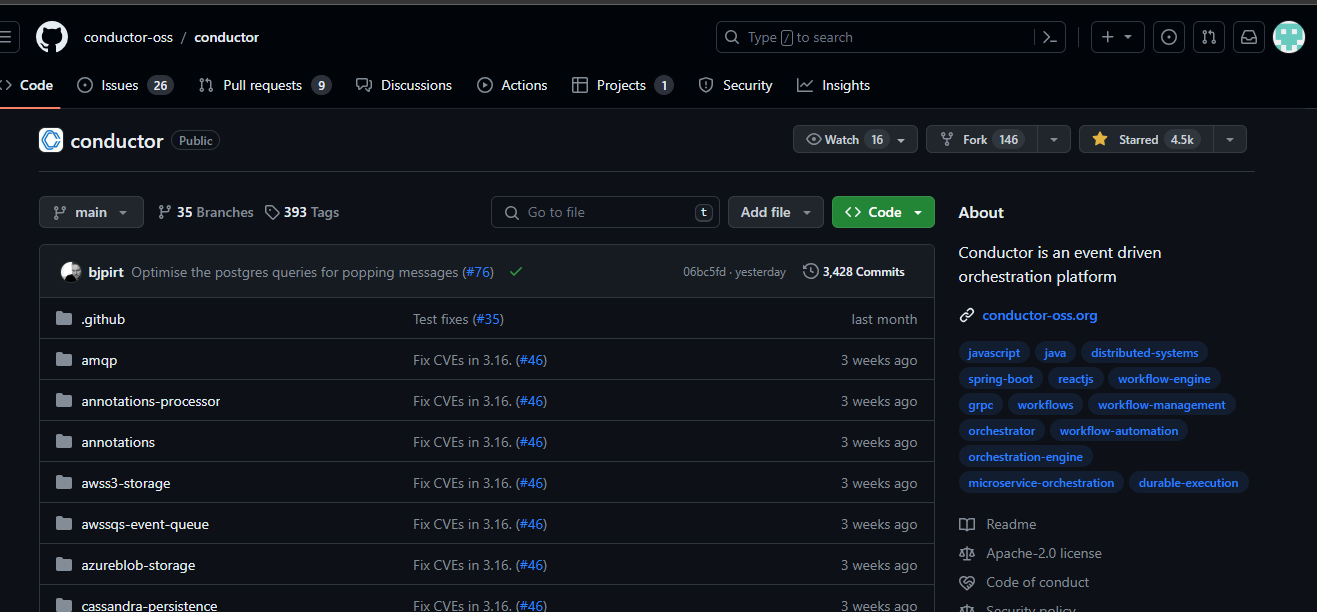 conductor-oss / conductor
Type / to search
Code Issues 26 Pull requests 9 Discussions Actions Projects 1 Security Insights
conductor Public
Watch 16 Fork 146 Starred 4.5k
main 35 Branches 393 Tags Go to file t Add file Code
bjpirt Optimise the postgres queries for popping messages (#76) 06bc5fd · yesterday 3,428 Commits
.github Test fixes (#35) last month
amqp Fix CVEs in 3.16. (#46) 3 weeks ago
annotations-processor Fix CVEs in 3.16. (#46) 3 weeks ago
annotations Fix CVEs in 3.16. (#46) 3 weeks ago
awss3-storage Fix CVEs in 3.16. (#46) 3 weeks ago
awssqs-event-queue Fix CVEs in 3.16. (#46) 3 weeks ago
azureblob-storage Fix CVEs in 3.16. (#46) 3 weeks ago
cassandra-persistence Fix CVEs in 3.16. (#46) 3 weeks ago
About
Conductor is an event driven
orchestration platform
conductor-oss.org
javascript java distributed-systems
spring-boot reactjs workflow-engine
grpc workflows workflow-management
orchestrator workflow-automation
orchestration-engine
microservice-orchestration durable-execution
Readme
Apache-2.0 license
Code of conduct
Security policy